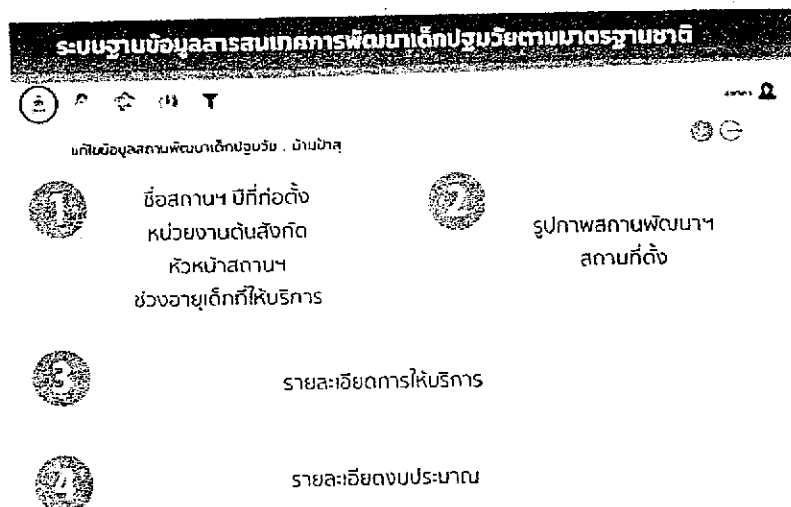 ระบบฐานข้อมูลสารสนเทศการพัฒนาเด็กปฐมวัยตามมาตรฐานชาติ
แก้ไขข้อมูลสถานพัฒนาเด็กปฐมวัย : บ้านป้าสุ
1
ชื่อสถานฯ ปีที่ก่อตั้ง
หน่วยงานต้นสังกัด
หัวหน้าสถานฯ
ช่วงอายุเด็กที่ให้บริการ
2
รูปภาพสถานพัฒนาฯ
สถานที่ตั้ง
3
รายละเอียดการให้บริการ
4
รายละเอียดงบประมาณ